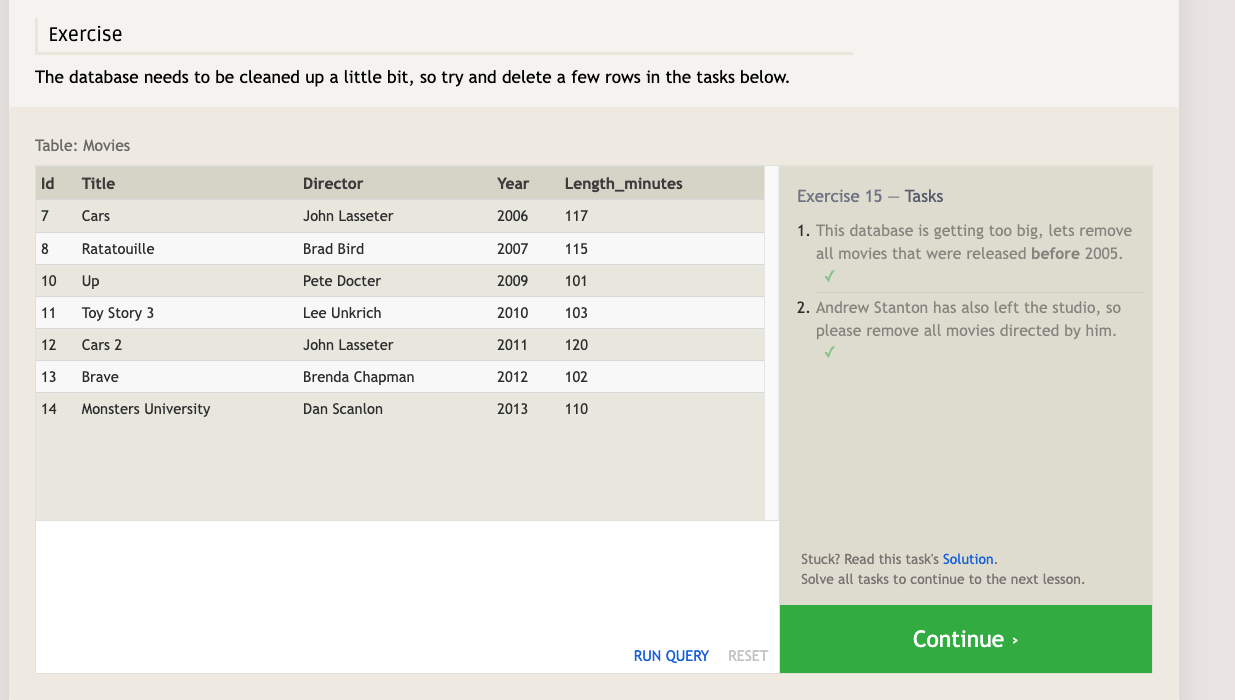 Exercise
The database needs to be cleaned up a little bit, so try and delete a few rows in the tasks below.
Table: Movies
Id Title Director Year Length_minutes
7 Cars John Lasseter 2006 117
8 Ratatouille Brad Bird 2007 115
10 Up Pete Docter 2009 101
11 Toy Story 3 Lee Unkrich 2010 103
12 Cars 2 John Lasseter 2011 120
13 Brave Brenda Chapman 2012 102
14 Monsters University Dan Scanlon 2013 110
RUN QUERY RESET
Exercise 15 — Tasks
1. This database is getting too big, lets remove
all movies that were released before 2005.
✓
2. Andrew Stanton has also left the studio, so
please remove all movies directed by him.
✓
Stuck? Read this task's Solution.
Solve all tasks to continue to the next lesson.
Continue ›